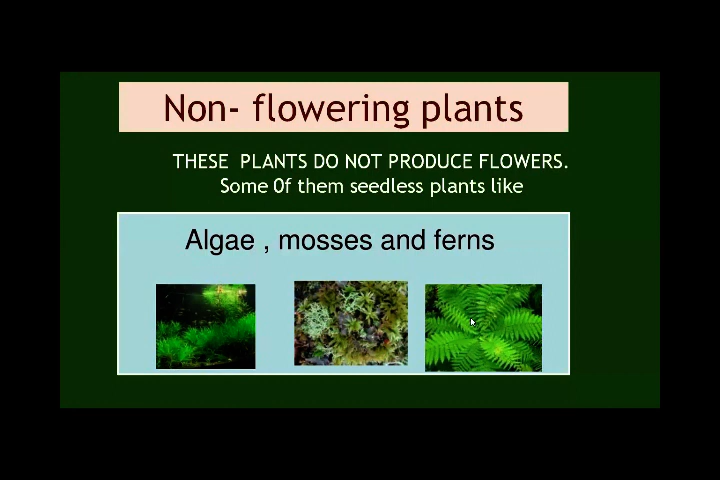 Non- flowering plants
THESE PLANTS DO NOT PRODUCE FLOWERS.
Some 0f them seedless plants like
Algae , mosses and ferns